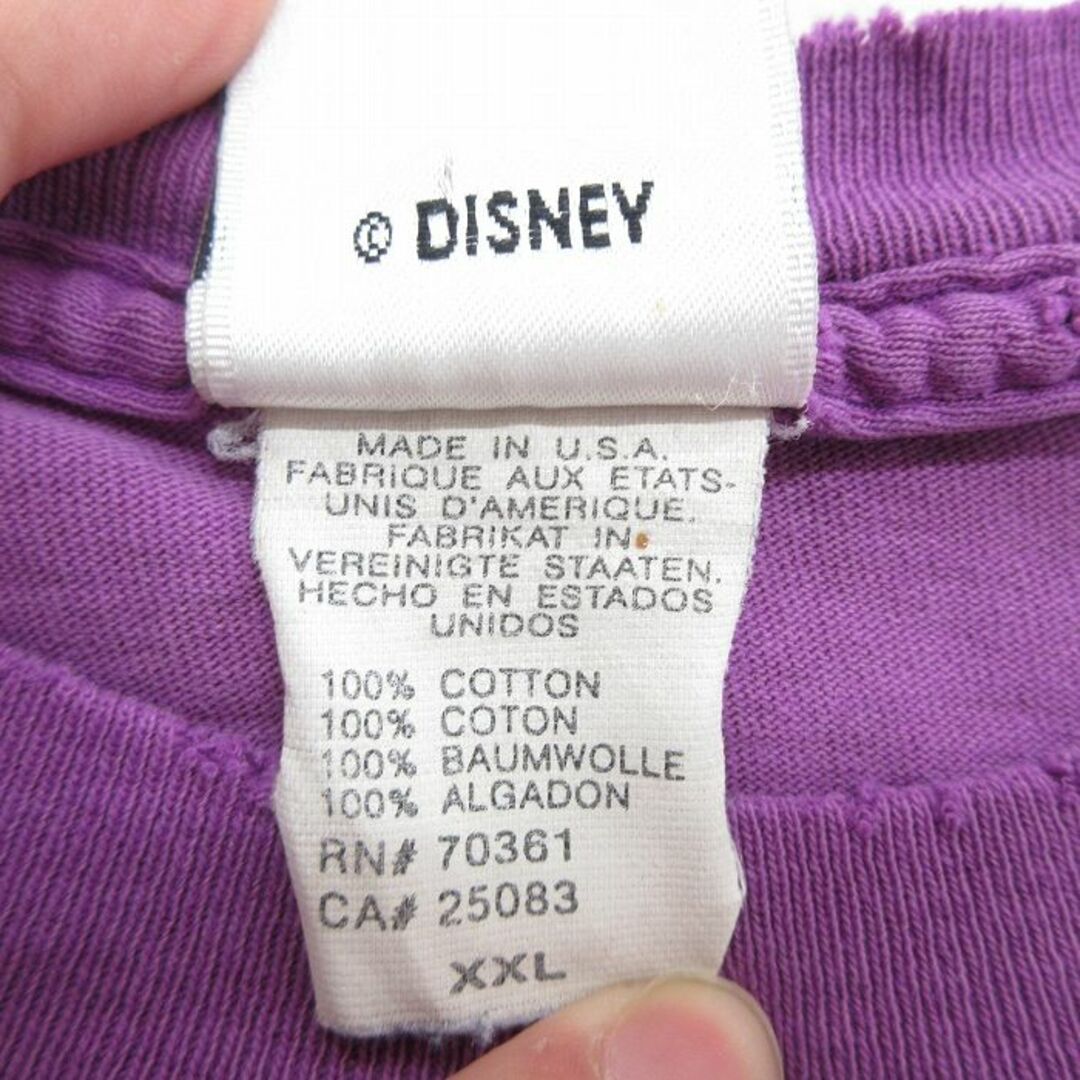 © DISNEY
MADE IN U.S.A.
FABRIQUE AUX ETATS-
UNIS D'AMERIQUE.
FABRIKAT IN
VEREINIGTE STAATEN.
HECHO EN ESTADOS
UNIDOS
100% COTTON
100% COTON
100% BAUMWOLLE
100% ALGADON
RN# 70361
CA# 25083
XXL